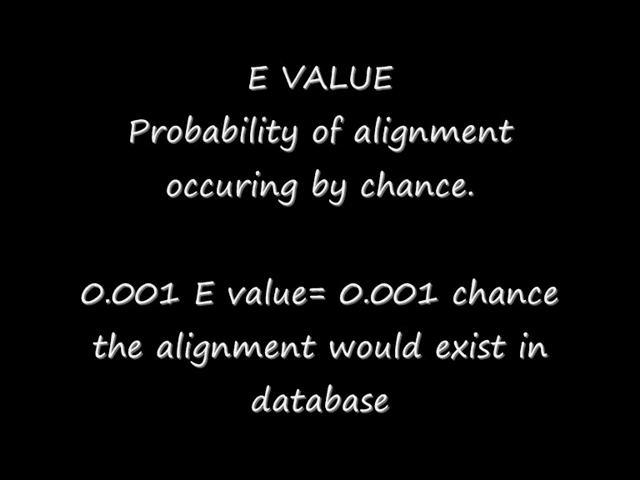 E VALUE
Probability of alignment
occuring by chance.
0.001 E value= 0.001 chance
the alignment would exist in
database